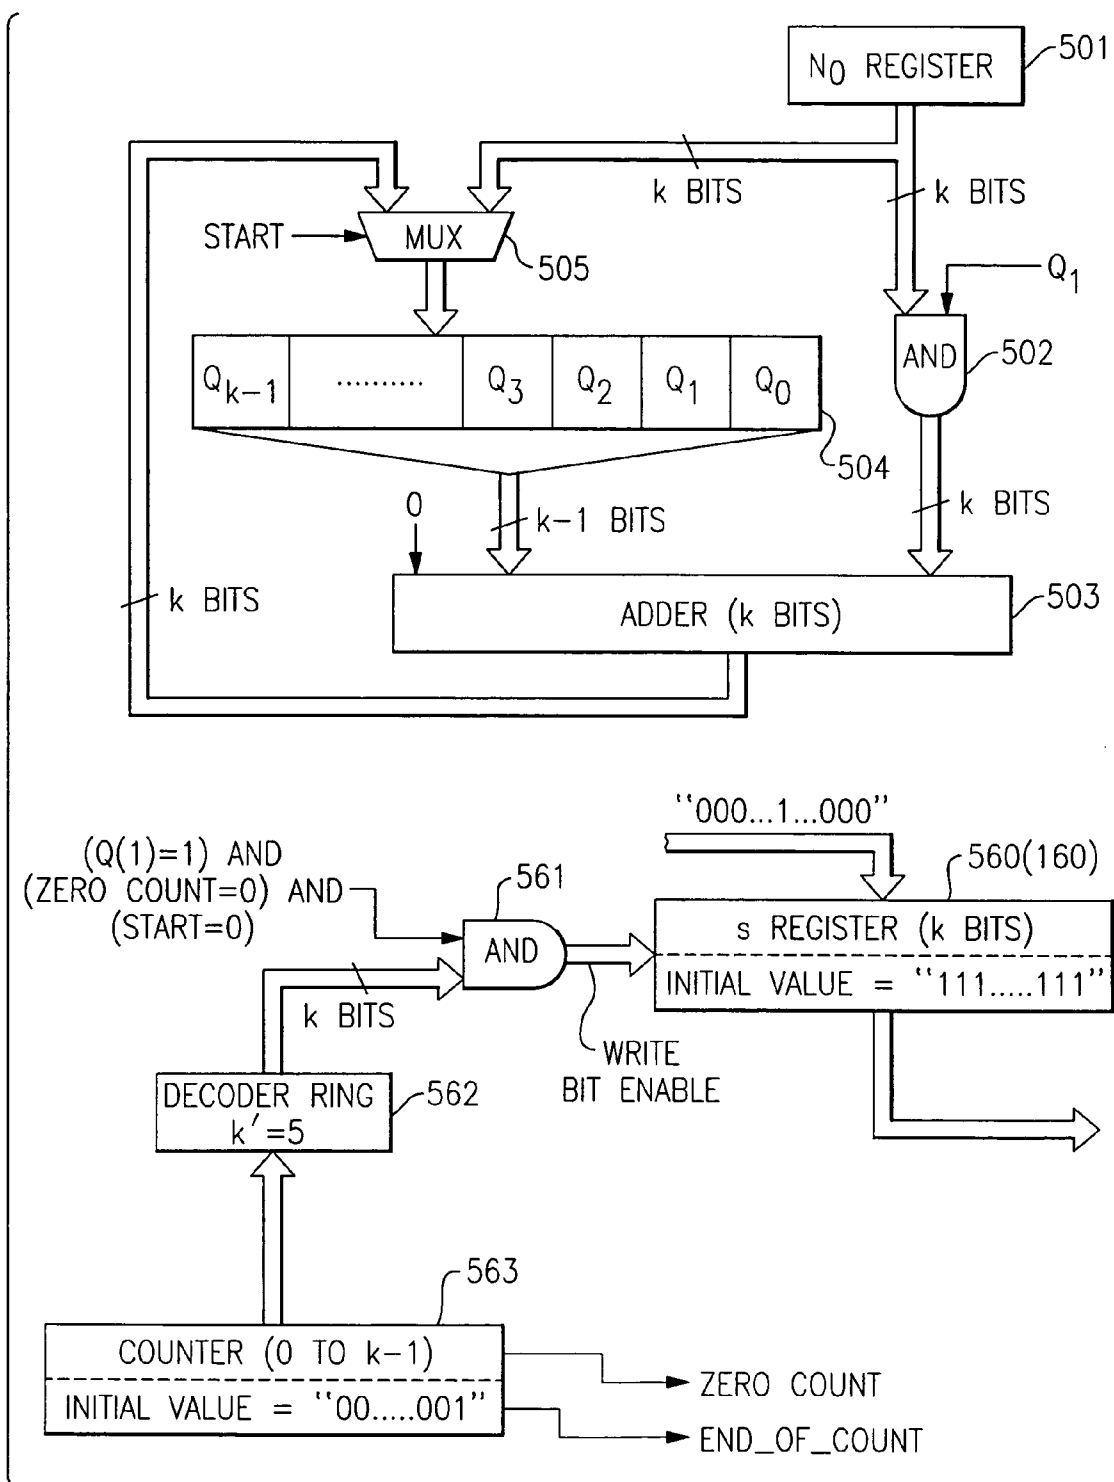 N0 REGISTER
501
k BITS
k BITS
START
MUX
505
Q1
AND
502
Qk-1
..........
Q3
Q2
Q1
Q0
504
0
k-1 BITS
k BITS
k BITS
ADDER (k BITS)
503
"000...1...000"
(Q(1)=1) AND
(ZERO COUNT=0) AND
(START=0)
561
AND
560(160)
s REGISTER (k BITS)
INITIAL VALUE = "111.....111"
k BITS
WRITE
BIT ENABLE
DECODER RING
k'=5
562
563
COUNTER (0 TO k-1)
INITIAL VALUE = "00.....001"
ZERO COUNT
END_OF_COUNT